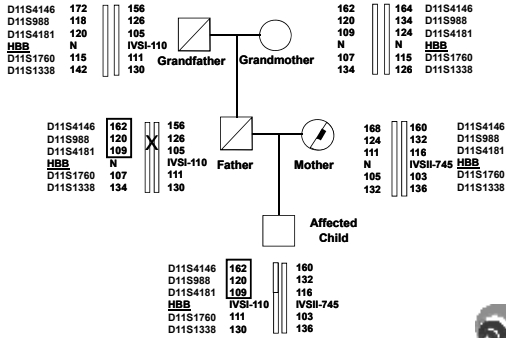 D11S4146 172 156
D11S988 118 126
D11S4181 120 105
HBB N IVSI-110
D11S1760 115 111
D11S1338 142 130
Grandfather Grandmother
162 164 D11S4146
120 134 D11S988
109 124 D11S4181
N N HBB
107 115 D11S1760
134 126 D11S1338
D11S4146 162 156
D11S988 120 X 126
D11S4181 109 105
HBB N IVSI-110
D11S1760 107 111
D11S1338 134 130
Father Mother
168 160 D11S4146
124 132 D11S988
111 116 D11S4181
N IVSII-745 HBB
105 103 D11S1760
132 136 D11S1338
Affected
Child
D11S4146 162 160
D11S988 120 132
D11S4181 109 116
HBB IVSI-110 IVSII-745
D11S1760 111 103
D11S1338 130 136